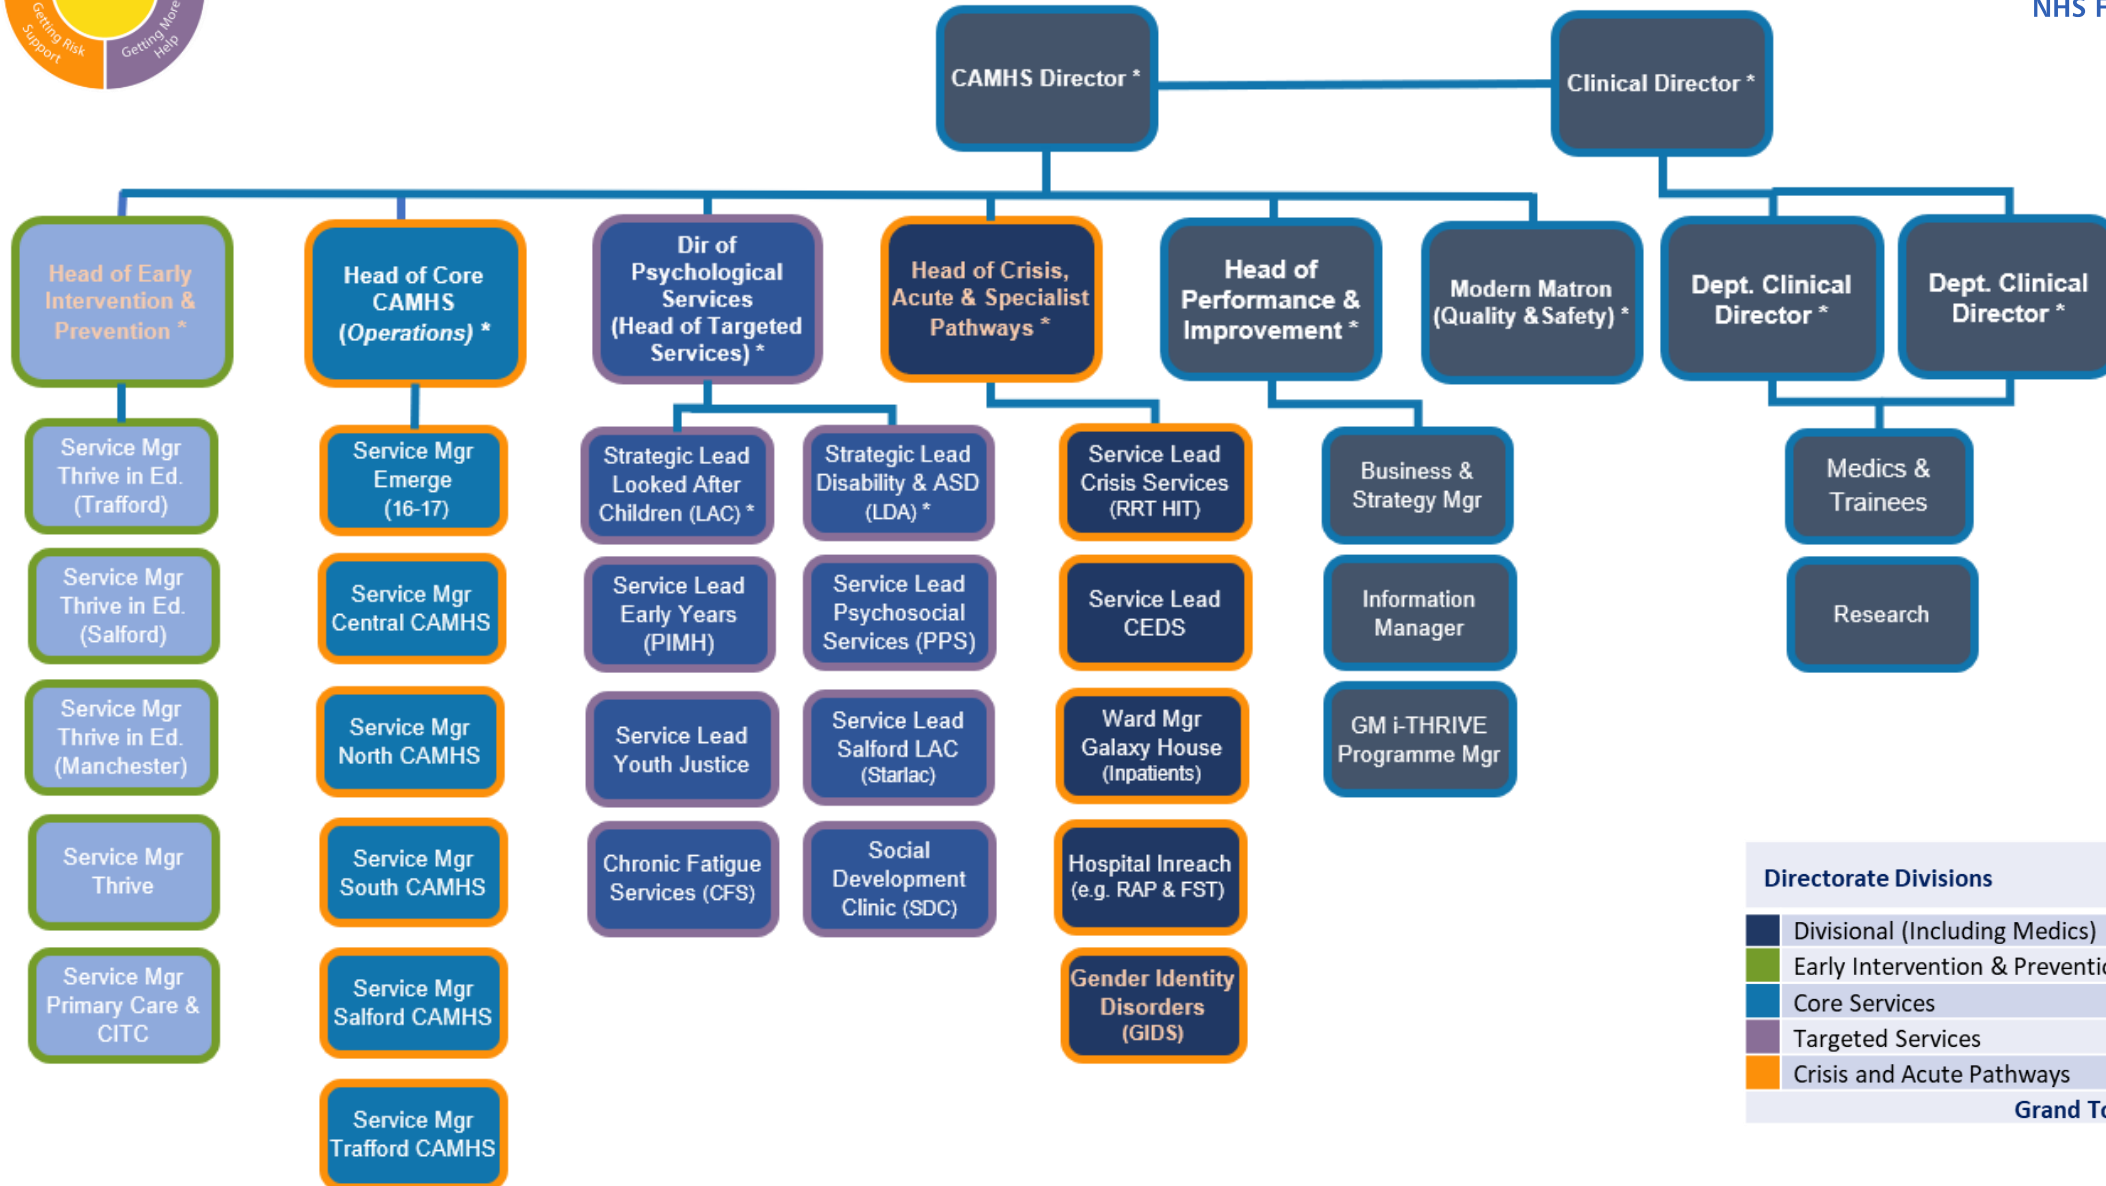 Getting Risk
Support
Getting More
Help
NHS F
CAMHS Director *
Clinical Director *
Head of Early
Intervention &
Prevention *
Head of Core
CAMHS
(Operations) *
Dir of
Psychological
Services
(Head of Targeted
Services) *
Head of Crisis,
Acute & Specialist
Pathways *
Head of
Performance &
Improvement *
Modern Matron
(Quality & Safety) *
Dept. Clinical
Director *
Dept. Clinical
Director *
Service Mgr
Thrive in Ed.
(Trafford)
Service Mgr
Thrive in Ed.
(Salford)
Service Mgr
Thrive in Ed.
(Manchester)
Service Mgr
Thrive
Service Mgr
Primary Care &
CITC
Service Mgr
Emerge
(16-17)
Service Mgr
Central CAMHS
Service Mgr
North CAMHS
Service Mgr
South CAMHS
Service Mgr
Salford CAMHS
Service Mgr
Trafford CAMHS
Strategic Lead
Looked After
Children (LAC) *
Service Lead
Early Years
(PIMH)
Service Lead
Youth Justice
Chronic Fatigue
Services (CFS)
Strategic Lead
Disability & ASD
(LDA) *
Service Lead
Psychosocial
Services (PPS)
Service Lead
Salford LAC
(Starlac)
Social
Development
Clinic (SDC)
Service Lead
Crisis Services
(RRT HIT)
Service Lead
CEDS
Ward Mgr
Galaxy House
(Inpatients)
Hospital Inreach
(e.g. RAP & FST)
Gender Identity
Disorders
(GIDS)
Business &
Strategy Mgr
Information
Manager
GM i-THRIVE
Programme Mgr
Medics &
Trainees
Research
Directorate Divisions
Divisional (Including Medics)
Early Intervention & Preventio
Core Services
Targeted Services
Crisis and Acute Pathways
Grand To